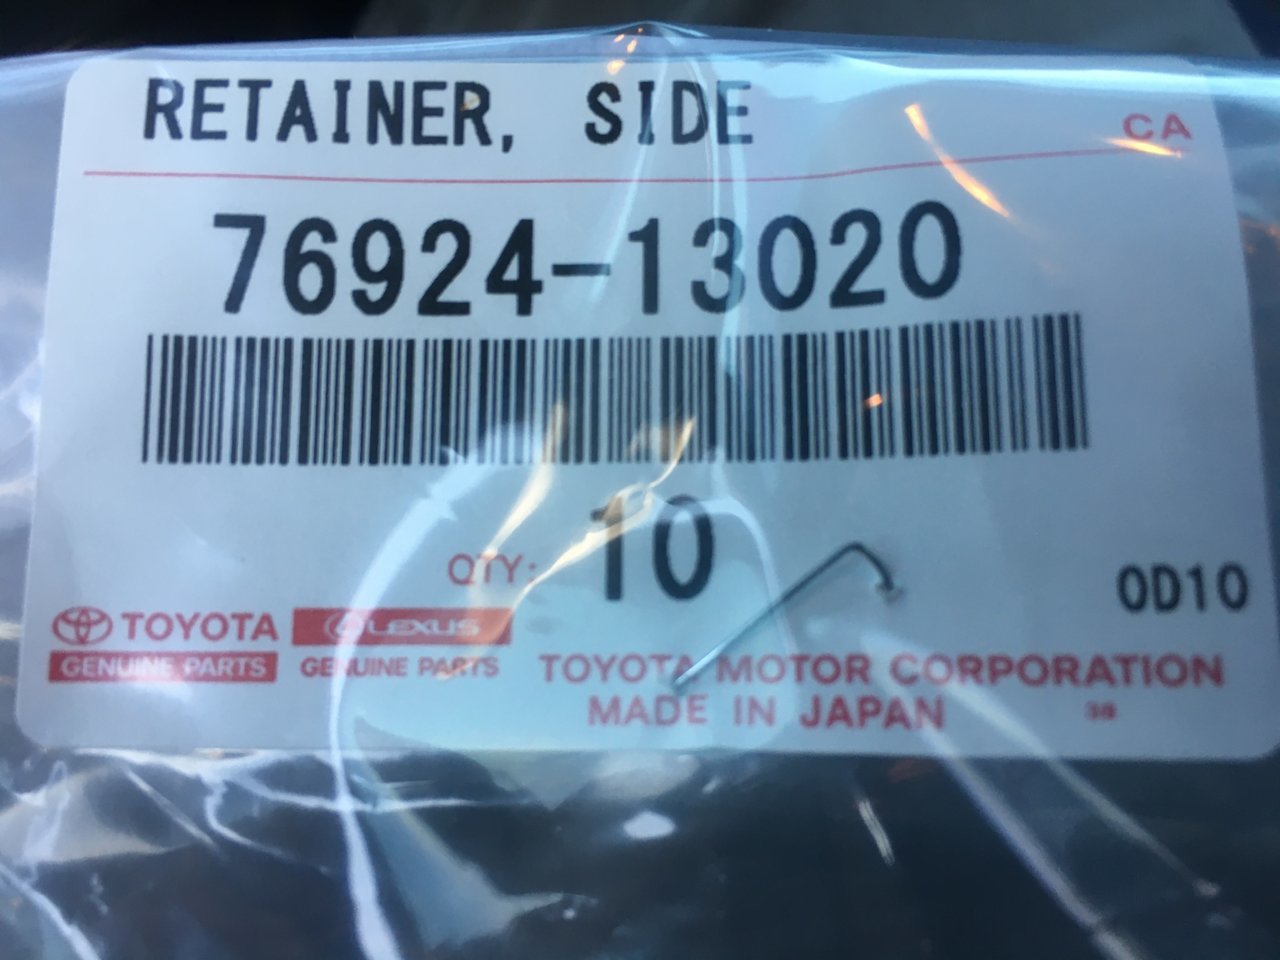 RETAINER, SIDE
CA
76924-13020
QTY: 10
0D10
TOYOTA
GENUINE PARTS
LEXUS
GENUINE PARTS
TOYOTA MOTOR CORPORATION
MADE IN JAPAN